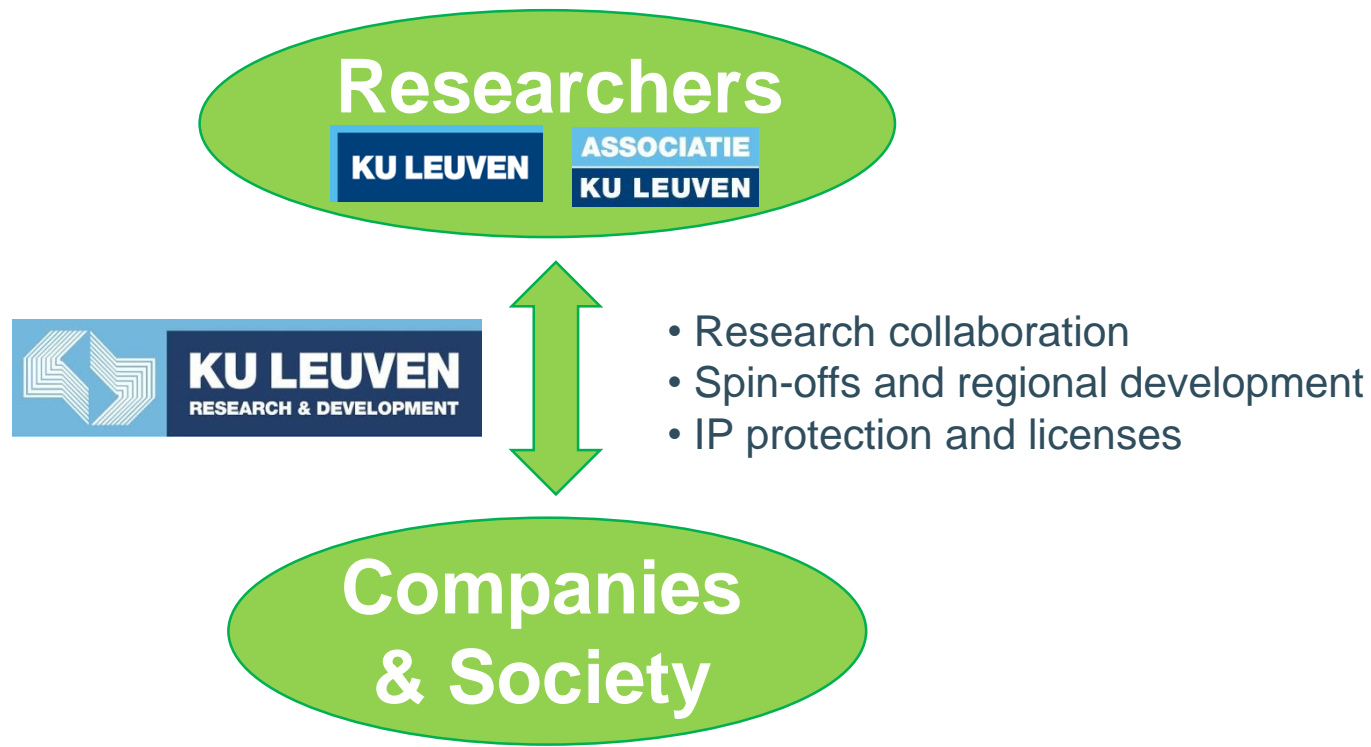 Researchers
KU LEUVEN
ASSOCIATIE
KU LEUVEN
KU LEUVEN
RESEARCH & DEVELOPMENT
• Research collaboration
• Spin-offs and regional development
• IP protection and licenses
Companies
& Society